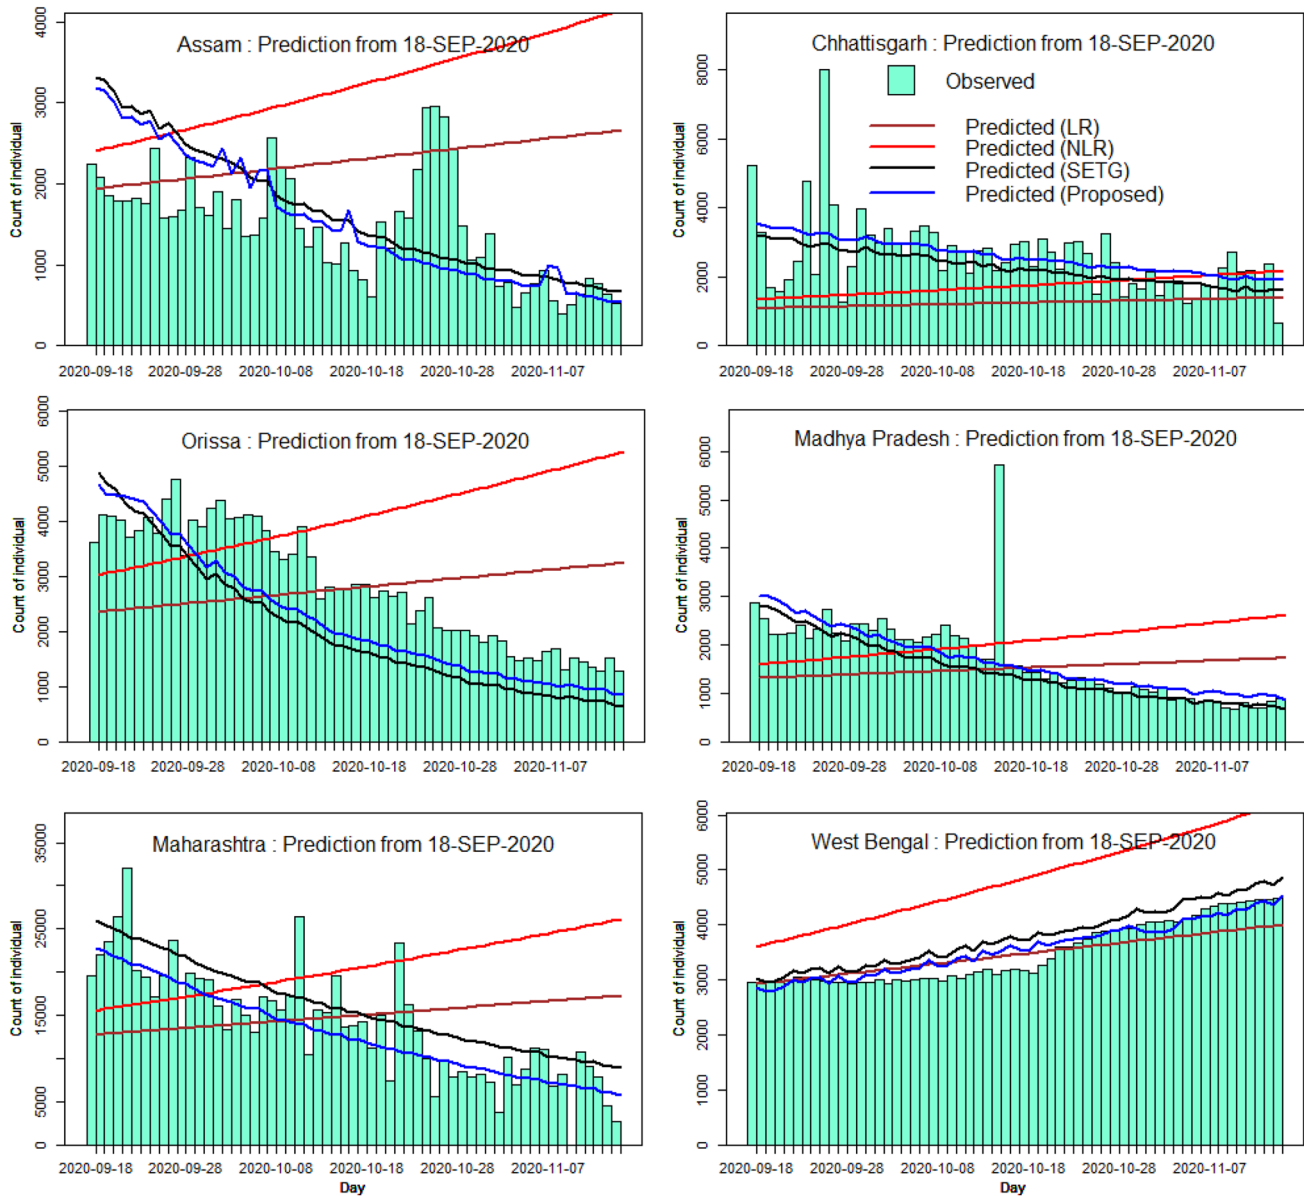 Assam : Prediction from 18-SEP-2020
Count of individual
4000
3000
2000
1000
0
2020-09-18 2020-09-28 2020-10-08 2020-10-18 2020-10-28 2020-11-07
Chhattisgarh : Prediction from 18-SEP-2020
Observed
Predicted (LR)
Predicted (NLR)
Predicted (SETG)
Predicted (Proposed)
Count of individual
8000
6000
4000
2000
0
2020-09-18 2020-09-28 2020-10-08 2020-10-18 2020-10-28 2020-11-07
Orissa : Prediction from 18-SEP-2020
Count of individual
6000
5000
4000
3000
2000
1000
0
2020-09-18 2020-09-28 2020-10-08 2020-10-18 2020-10-28 2020-11-07
Madhya Pradesh : Prediction from 18-SEP-2020
Count of individual
6000
5000
4000
3000
2000
1000
0
2020-09-18 2020-09-28 2020-10-08 2020-10-18 2020-10-28 2020-11-07
Maharashtra : Prediction from 18-SEP-2020
Count of individual
35000
25000
15000
5000
0
2020-09-18 2020-09-28 2020-10-08 2020-10-18 2020-10-28 2020-11-07
Day
West Bengal : Prediction from 18-SEP-2020
Count of individual
6000
5000
4000
3000
2000
1000
0
2020-09-18 2020-09-28 2020-10-08 2020-10-18 2020-10-28 2020-11-07
Day